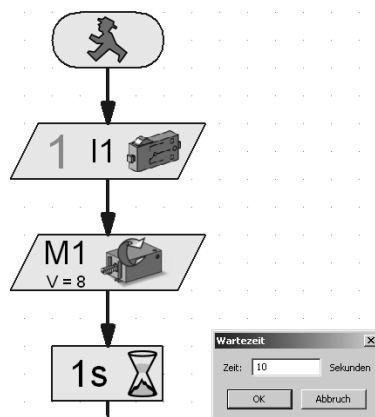 1 I1
M1
V = 8
1s
Wartezeit
Zeit: 10 Sekunden
OK Abbruch